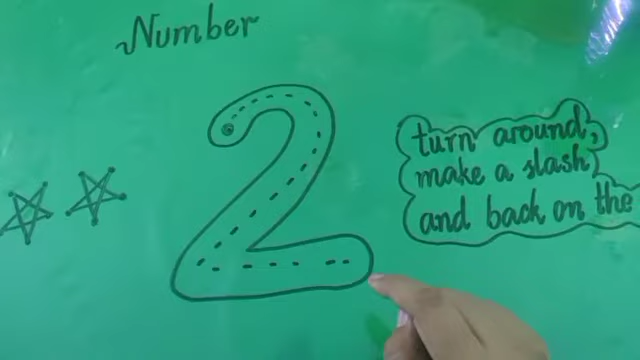 Number
2
turn around,
make a slash
and back on the